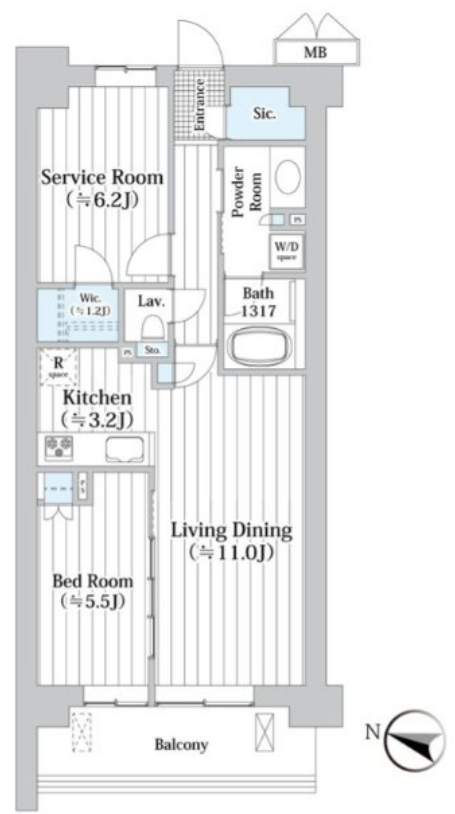 MB
Entrance
Sic.
Service Room
(≒6.2J)
Powder
Room
PS
W/D
space
Wic.
(≒1.2J)
Lav.
Bath
1317
PS
Sto.
R
space
Kitchen
(≒3.2J)
PS
Living Dining
(≒11.0J)
Bed Room
(≒5.5J)
N
Balcony